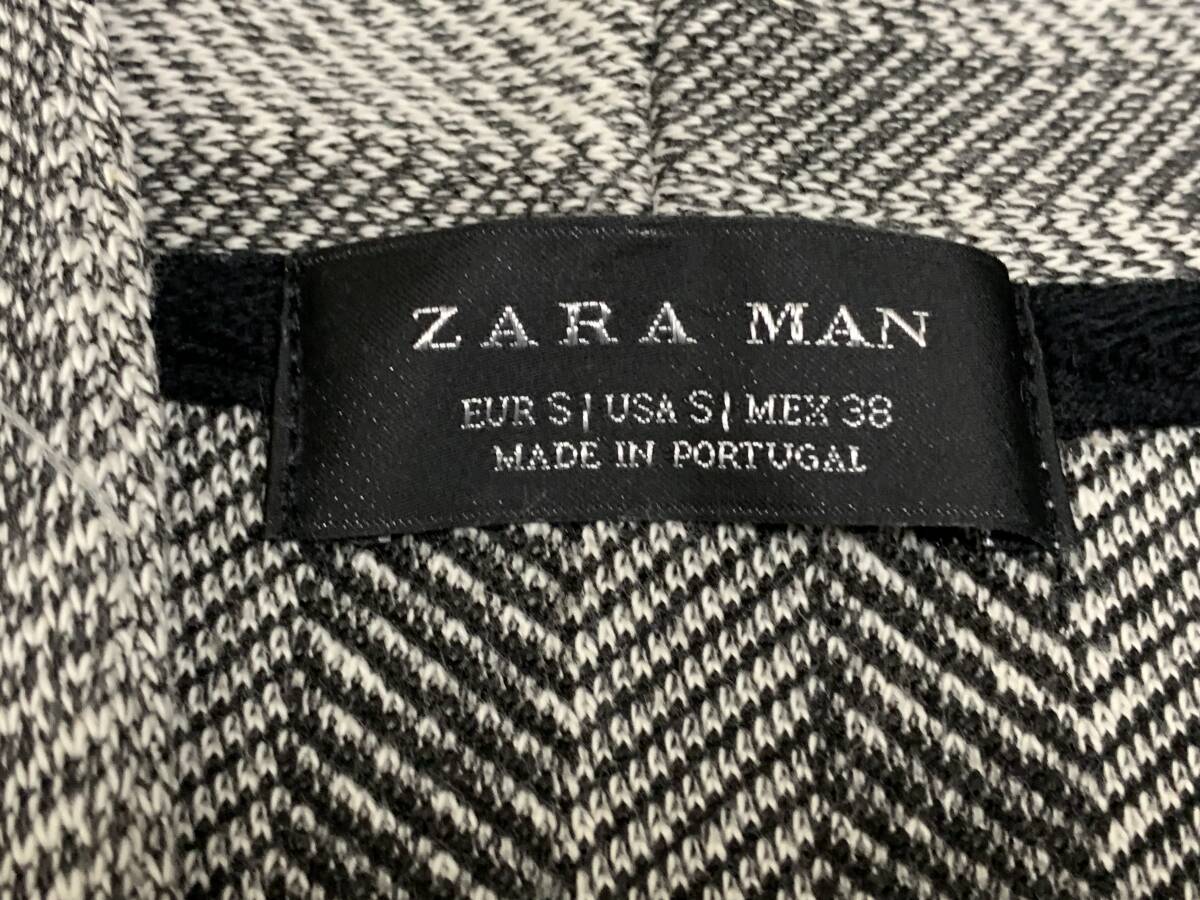 ZARA MAN
EUR S | USA S | MEX 38
MADE IN PORTUGAL